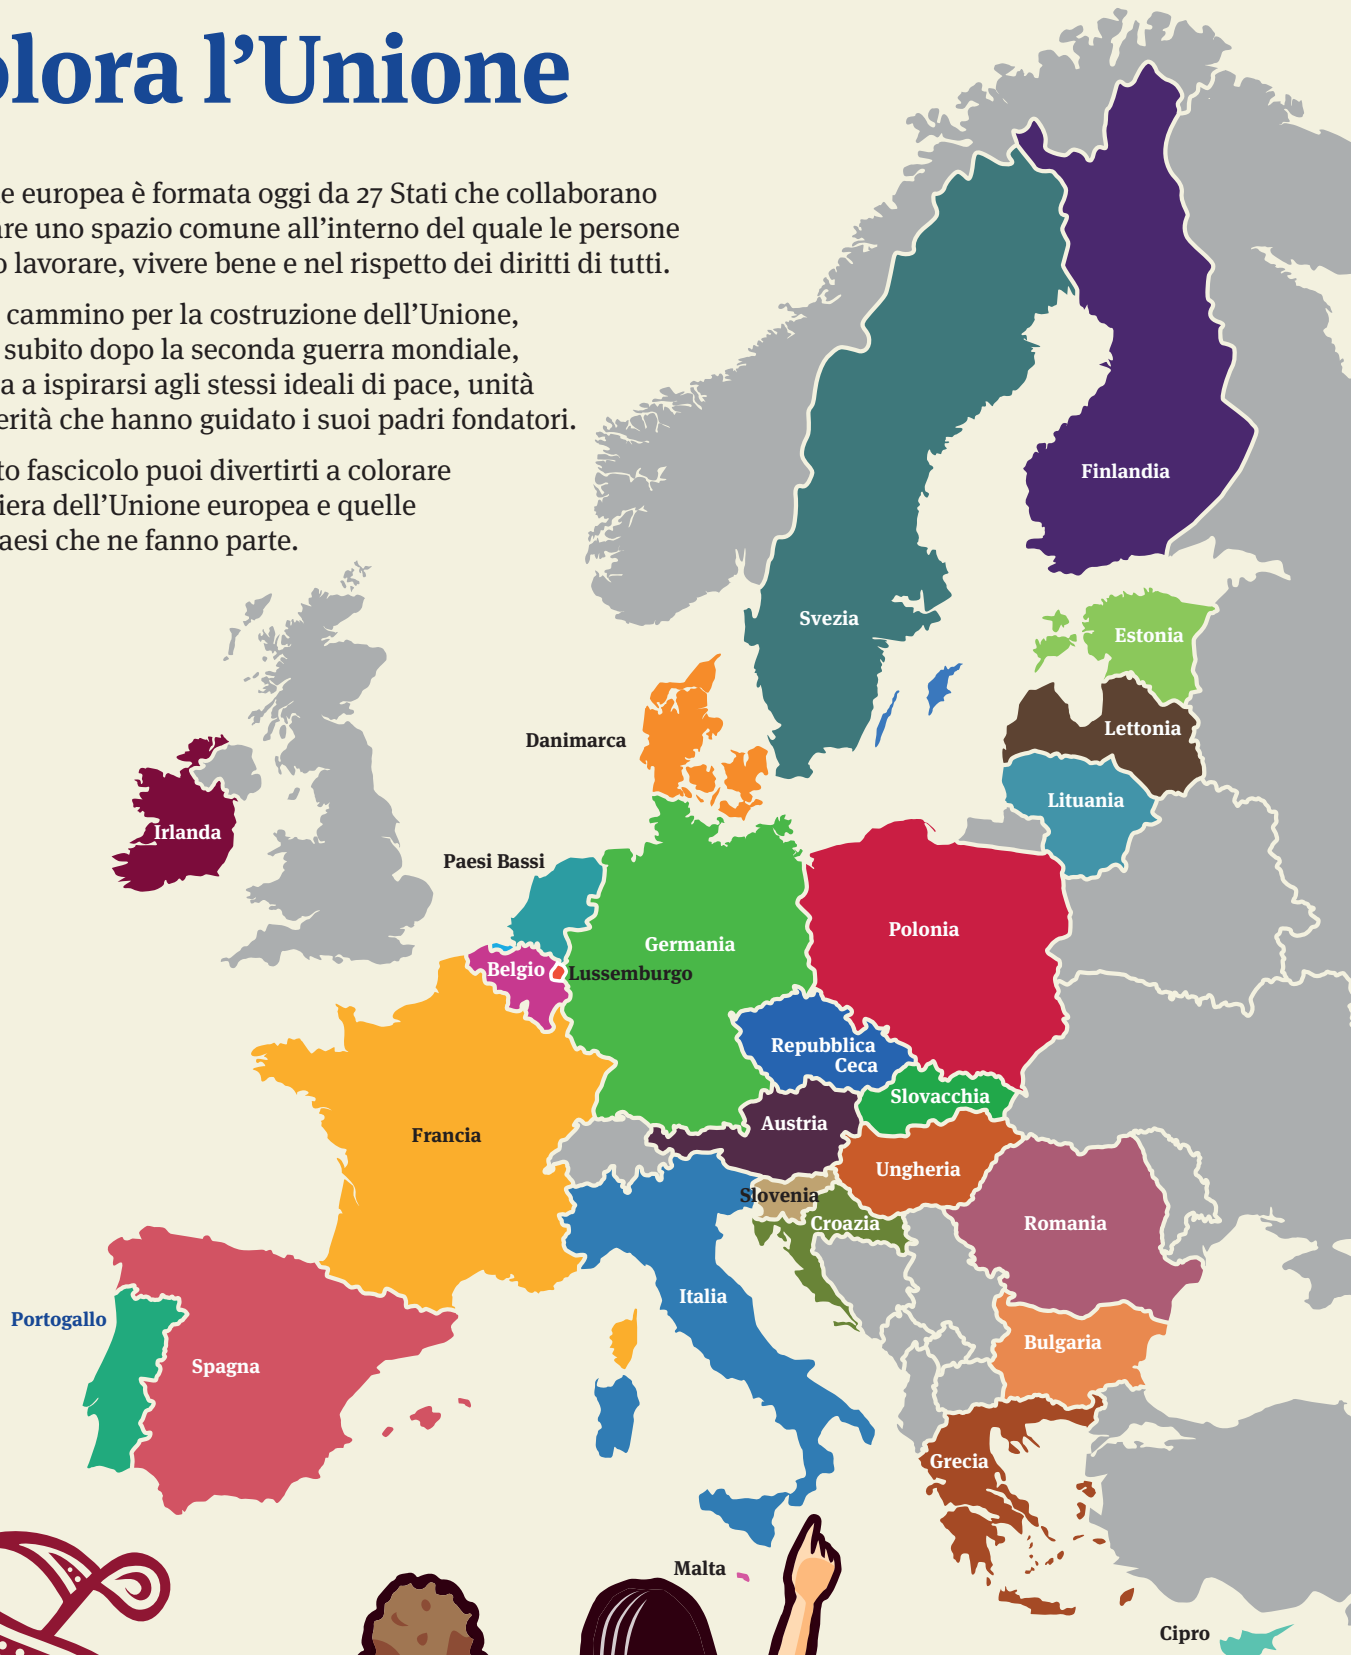 olora l’Unione
e europea è formata oggi da 27 Stati che collaborano
are uno spazio comune all’interno del quale le persone
o lavorare, vivere bene e nel rispetto dei diritti di tutti.
cammino per la costruzione dell’Unione,
subito dopo la seconda guerra mondiale,
a a ispirarsi agli stessi ideali di pace, unità
erità che hanno guidato i suoi padri fondatori.
to fascicolo puoi divertirti a colorare
iera dell’Unione europea e quelle
aesi che ne fanno parte.
Finlandia
Svezia
Estonia
Lettonia
Danimarca
Lituania
Irlanda
Paesi Bassi
Polonia
Germania
Belgio
Lussemburgo
Repubblica
Ceca
Slovacchia
Austria
Francia
Ungheria
Slovenia
Croazia
Romania
Italia
Portogallo
Bulgaria
Spagna
Grecia
Malta
Cipro